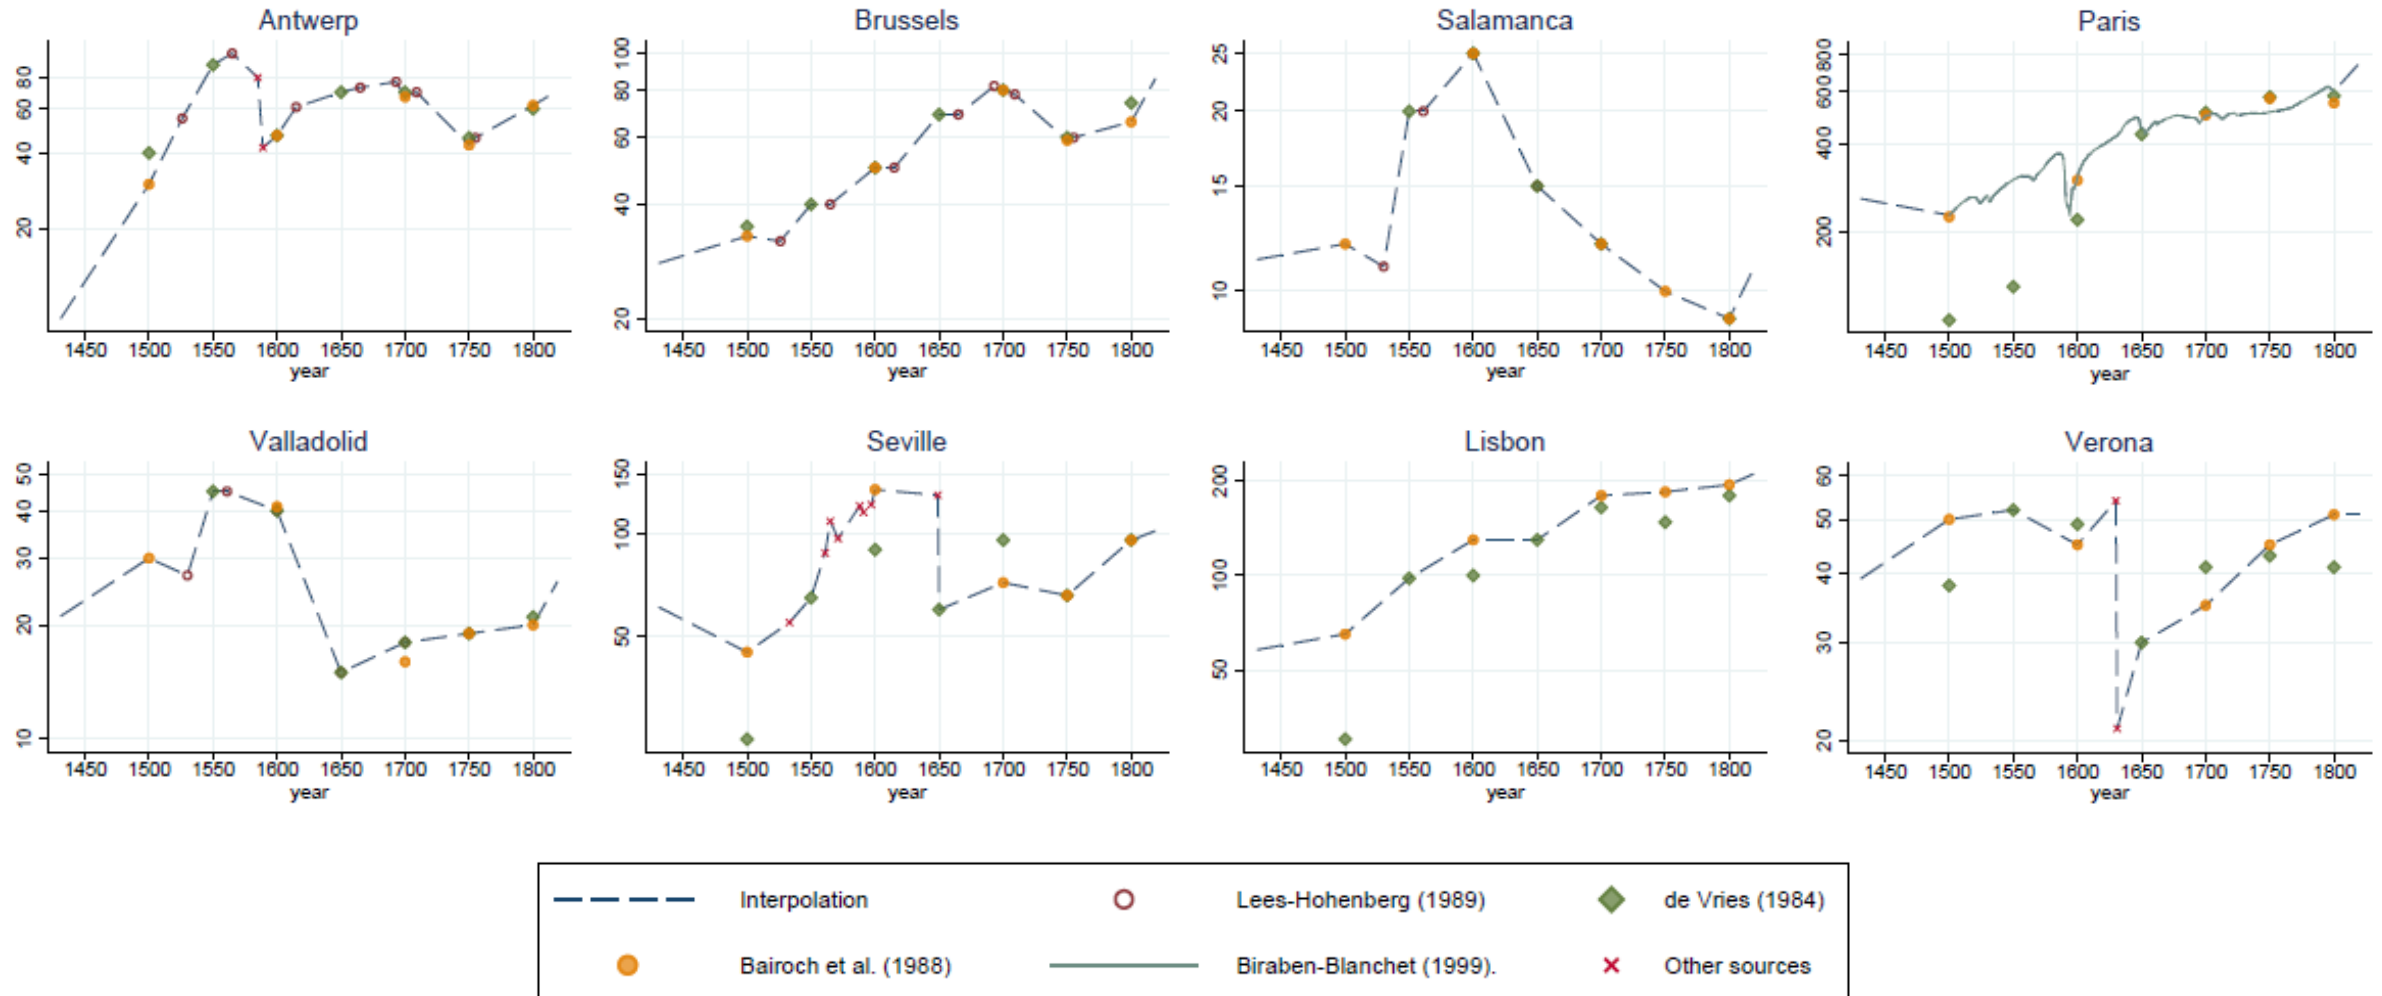 Antwerp
80
60
40
20
1450 1500 1550 1600 1650 1700 1750 1800
year
Brussels
100
80
60
40
20
1450 1500 1550 1600 1650 1700 1750 1800
year
Salamanca
25
20
15
10
1450 1500 1550 1600 1650 1700 1750 1800
year
Paris
800
600
400
200
1450 1500 1550 1600 1650 1700 1750 1800
year
Valladolid
50
40
30
20
10
1450 1500 1550 1600 1650 1700 1750 1800
year
Seville
150
100
50
1450 1500 1550 1600 1650 1700 1750 1800
year
Lisbon
200
100
50
1450 1500 1550 1600 1650 1700 1750 1800
year
Verona
60
50
40
30
20
1450 1500 1550 1600 1650 1700 1750 1800
year
Interpolation
Lees-Hohenberg (1989)
de Vries (1984)
Bairoch et al. (1988)
Biraben-Blanchet (1999).
Other sources